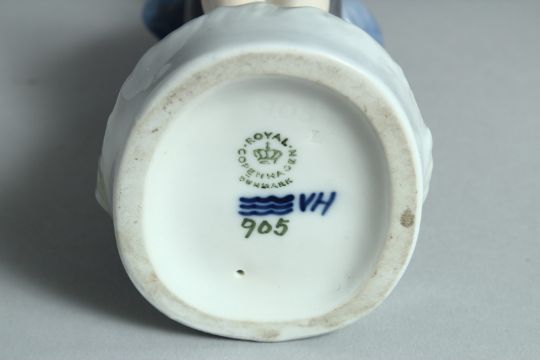 ROYAL
COPENHAGEN
DENMARK
VH
905